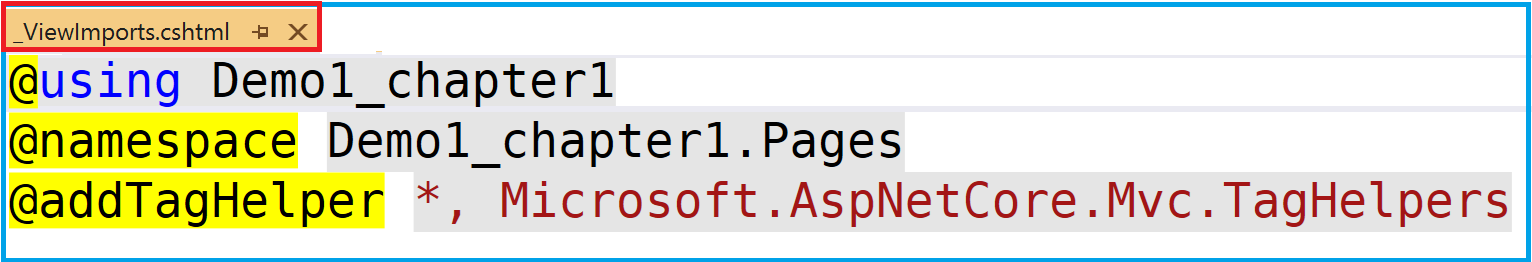 _ViewImports.cshtml
@using Demo1_chapter1
@namespace Demo1_chapter1.Pages
@addTagHelper *, Microsoft.AspNetCore.Mvc.TagHelpers